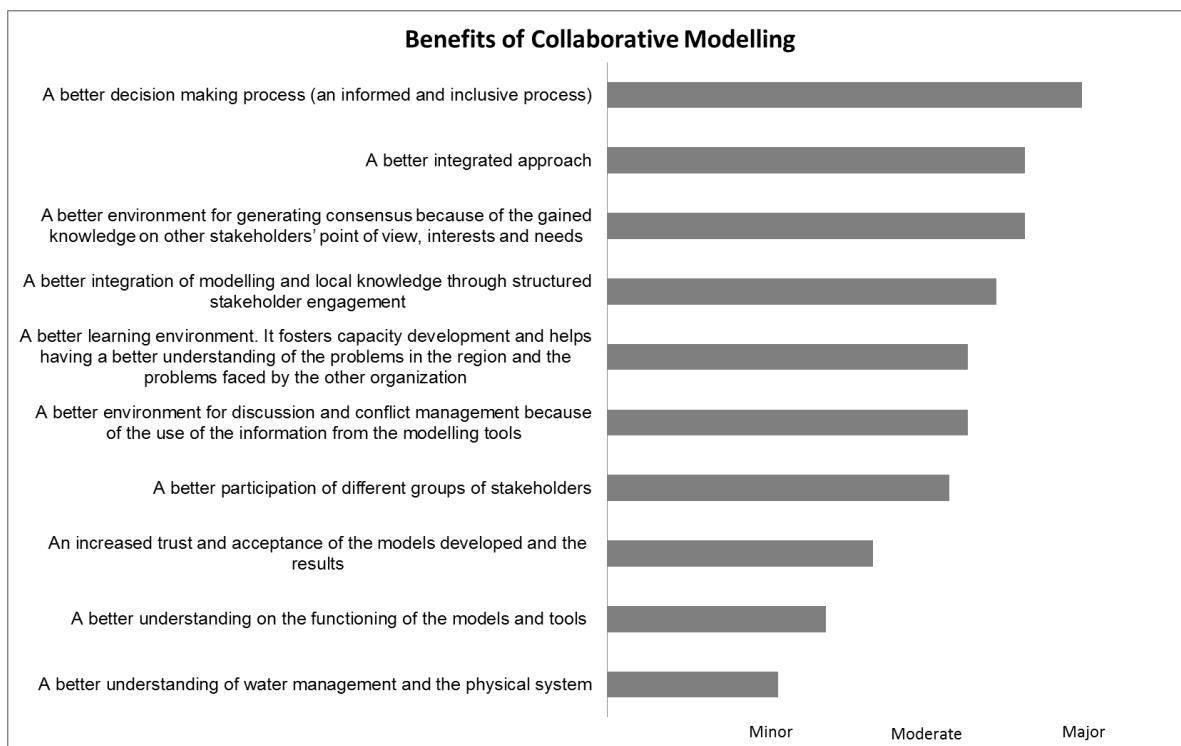 Benefits of Collaborative Modelling
A better decision making process (an informed and inclusive process)
A better integrated approach
A better environment for generating consensus because of the gained
knowledge on other stakeholders' point of view, interests and needs
A better integration of modelling and local knowledge through structured
stakeholder engagement
A better learning environment. It fosters capacity development and helps
having a better understanding of the problems in the region and the
problems faced by the other organization
A better environment for discussion and conflict management because
of the use of the information from the modelling tools
A better participation of different groups of stakeholders
An increased trust and acceptance of the models developed and the
results
A better understanding on the functioning of the models and tools
A better understanding of water management and the physical system
Minor Moderate Major